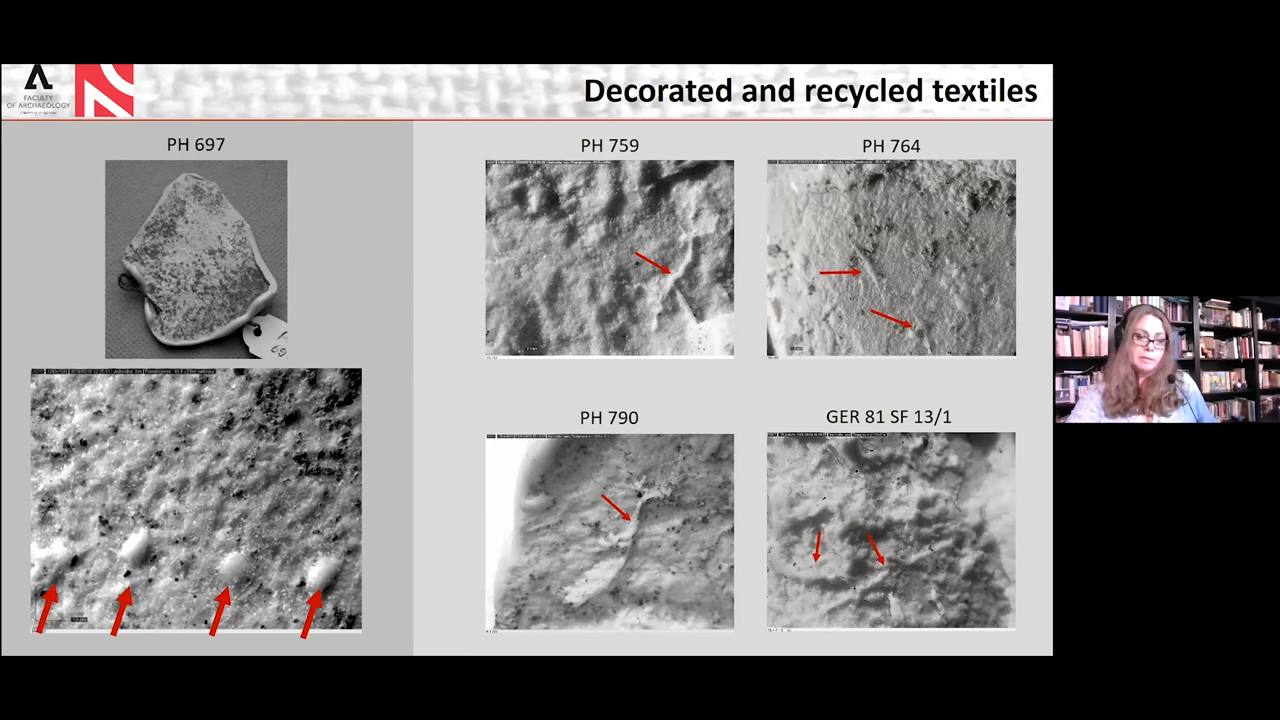 FACULTY
OF ARCHAEOLOGY
Decorated and recycled textiles
PH 697
PH 759
PH 764
PH 790
GER 81 SF 13/1